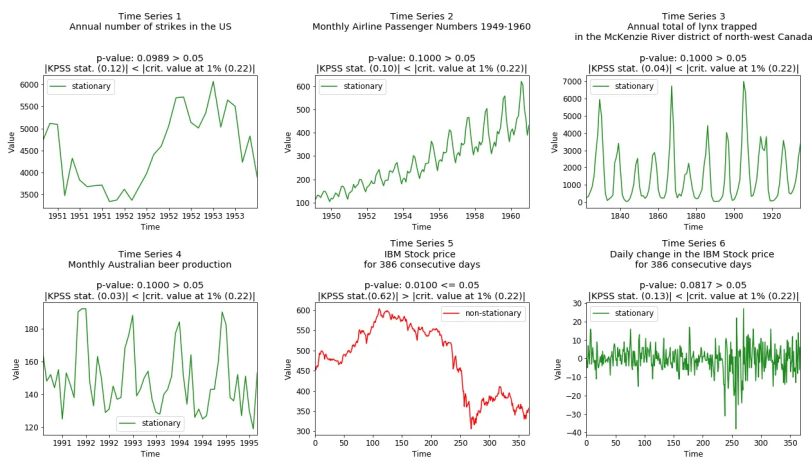 Time Series 1
Annual number of strikes in the US
p-value: 0.0989 > 0.05
|KPSS stat. (0.12)| < |crit. value at 1% (0.22)|
stationary
Value
6000
5500
5000
4500
4000
3500
1951 1951 1951 1952 1952 1952 1952 1953 1953
Time
Time Series 2
Monthly Airline Passenger Numbers 1949-1960
p-value: 0.1000 > 0.05
|KPSS stat. (0.10)| < |crit. value at 1% (0.22)|
stationary
Value
600
500
400
300
200
100
1950 1952 1954 1956 1958 1960
Time
Time Series 3
Annual total of lynx trapped
in the McKenzie River district of north-west Canada
p-value: 0.1000 > 0.05
|KPSS stat. (0.04)| < |crit. value at 1% (0.22)|
stationary
Value
7000
6000
5000
4000
3000
2000
1000
0
1840 1860 1880 1900 1920
Time
Time Series 4
Monthly Australian beer production
p-value: 0.1000 > 0.05
|KPSS stat. (0.03)| < |crit. value at 1% (0.22)|
stationary
Value
180
160
140
120
1991 1992 1992 1993 1993 1994 1994 1995 1995
Time
Time Series 5
IBM Stock price
for 386 consecutive days
p-value: 0.0100 <= 0.05
|KPSS stat.(0.62)| > |crit. value at 1% (0.22)|
non-stationary
Value
600
550
500
450
400
350
300
0 50 100 150 200 250 300 350
Time
Time Series 6
Daily change in the IBM Stock price
for 386 consecutive days
p-value: 0.0817 > 0.05
|KPSS stat. (0.13)| < |crit. value at 1% (0.22)|
stationary
Value
30
20
10
0
−10
−20
−30
−40
0 50 100 150 200 250 300 350
Time